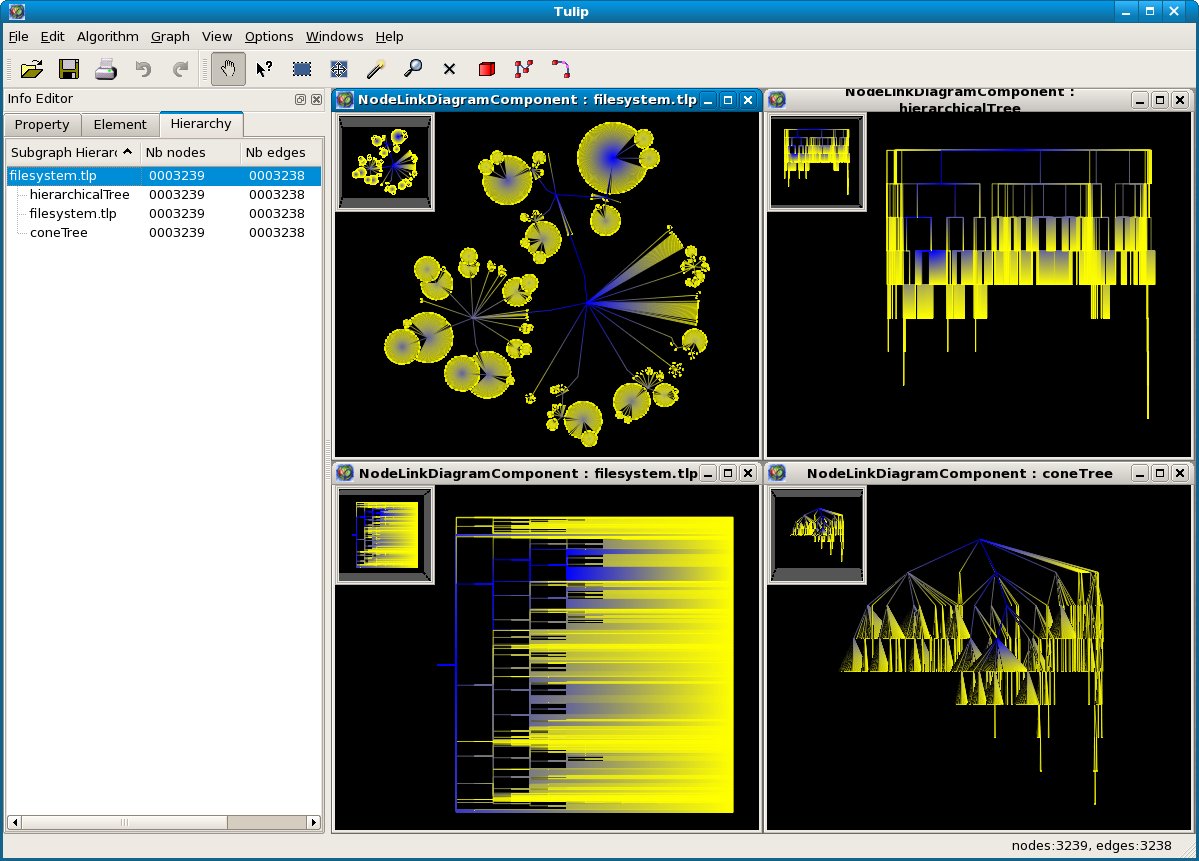 Tulip
File Edit Algorithm Graph View Options Windows Help
Info Editor
Property Element Hierarchy
Subgraph Hierarc Nb nodes Nb edges
filesystem.tlp 0003239 0003238
hierarchicalTree 0003239 0003238
filesystem.tlp 0003239 0003238
coneTree 0003239 0003238
NodeLinkDiagramComponent : filesystem.tlp
NodeLinkDiagramComponent :
hierarchicalTree
NodeLinkDiagramComponent : filesystem.tlp
NodeLinkDiagramComponent : coneTree
nodes:3239, edges:3238